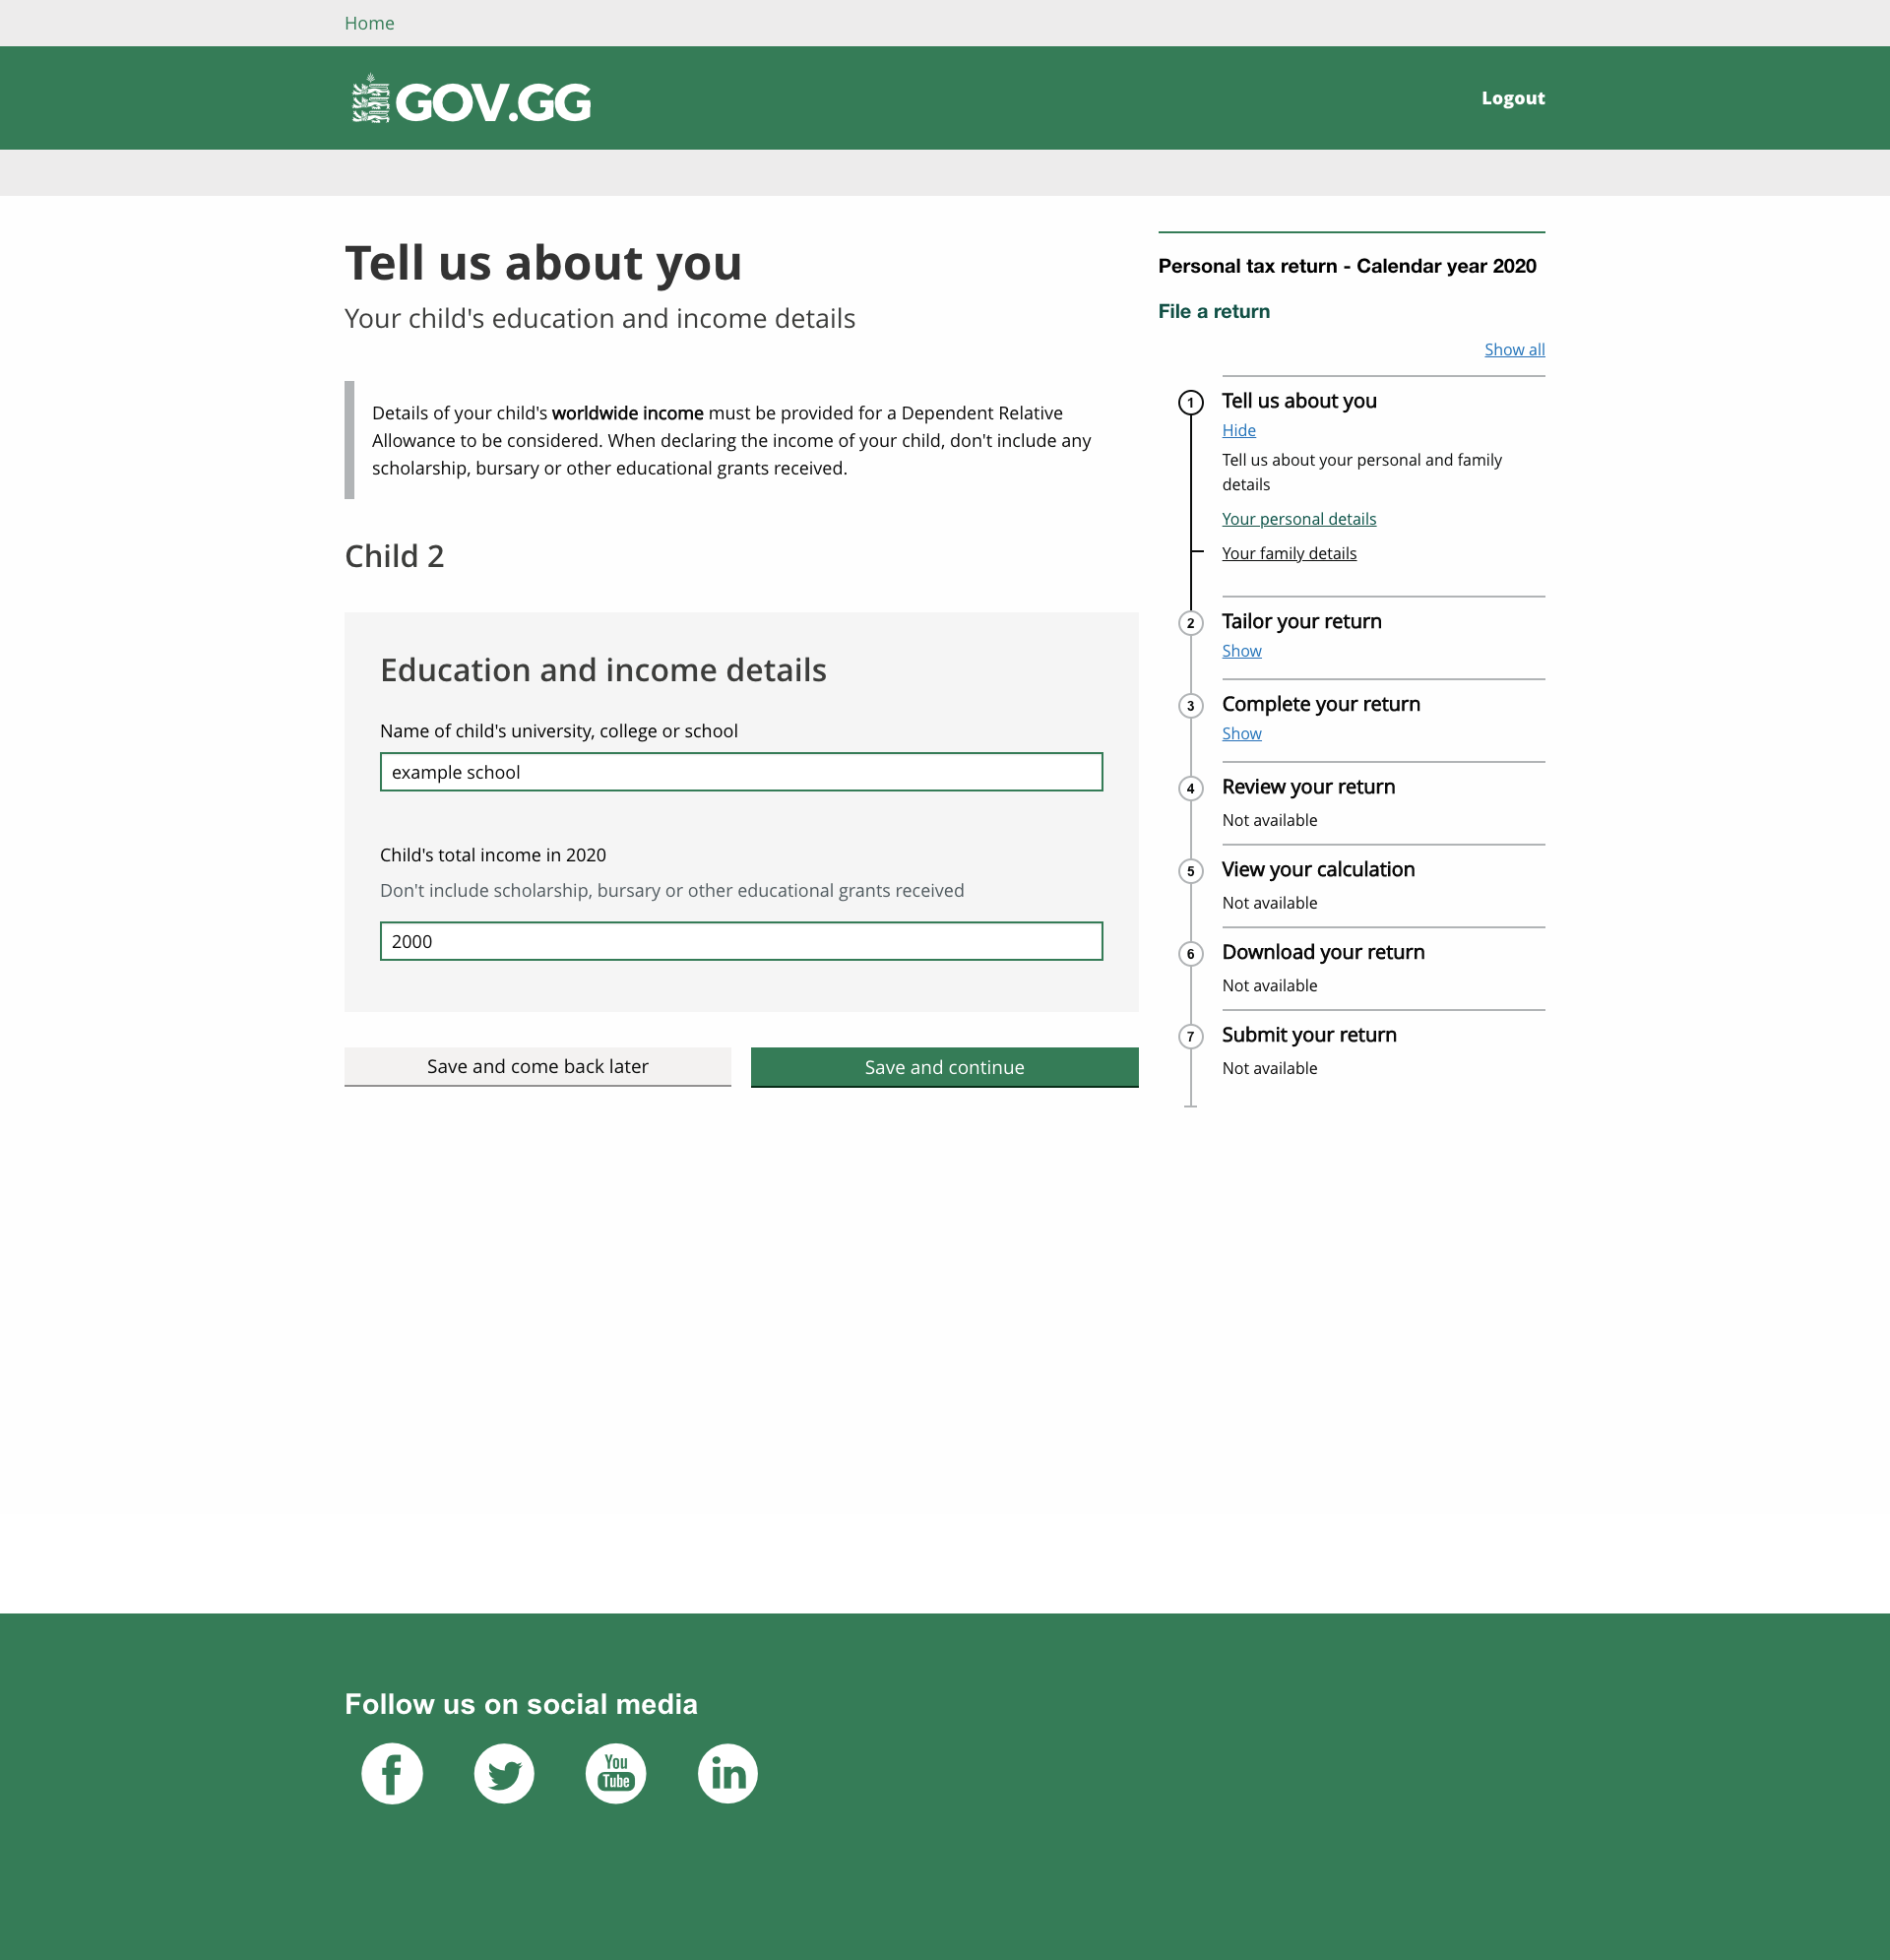 Home
GOV.GG
Logout
Tell us about you
Your child's education and income details
Details of your child's worldwide income must be provided for a Dependent Relative
Allowance to be considered. When declaring the income of your child, don't include any
scholarship, bursary or other educational grants received.
Child 2
Education and income details
Name of child's university, college or school
example school
Child's total income in 2020
Don't include scholarship, bursary or other educational grants received
2000
Save and come back later
Save and continue
Personal tax return - Calendar year 2020
File a return
Show all
1 Tell us about you
Hide
Tell us about your personal and family
details
Your personal details
Your family details
2 Tailor your return
Show
3 Complete your return
Show
4 Review your return
Not available
5 View your calculation
Not available
6 Download your return
Not available
7 Submit your return
Not available
Follow us on social media
f
You
Tube
in